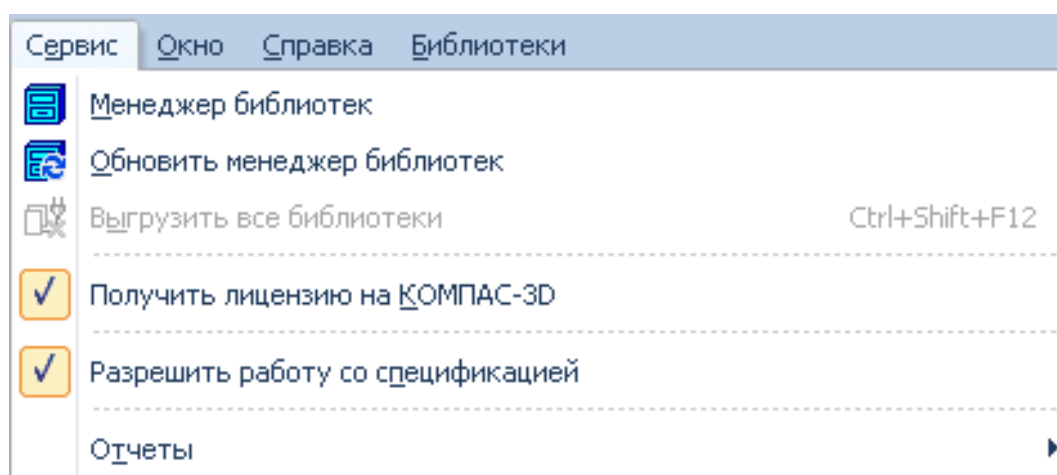 Сервис Окно Справка Библиотеки
Менеджер библиотек
Обновить менеджер библиотек
Выгрузить все библиотеки Ctrl+Shift+F12
Получить лицензию на КОМПАС-3D
Разрешить работу со спецификацией
Отчеты